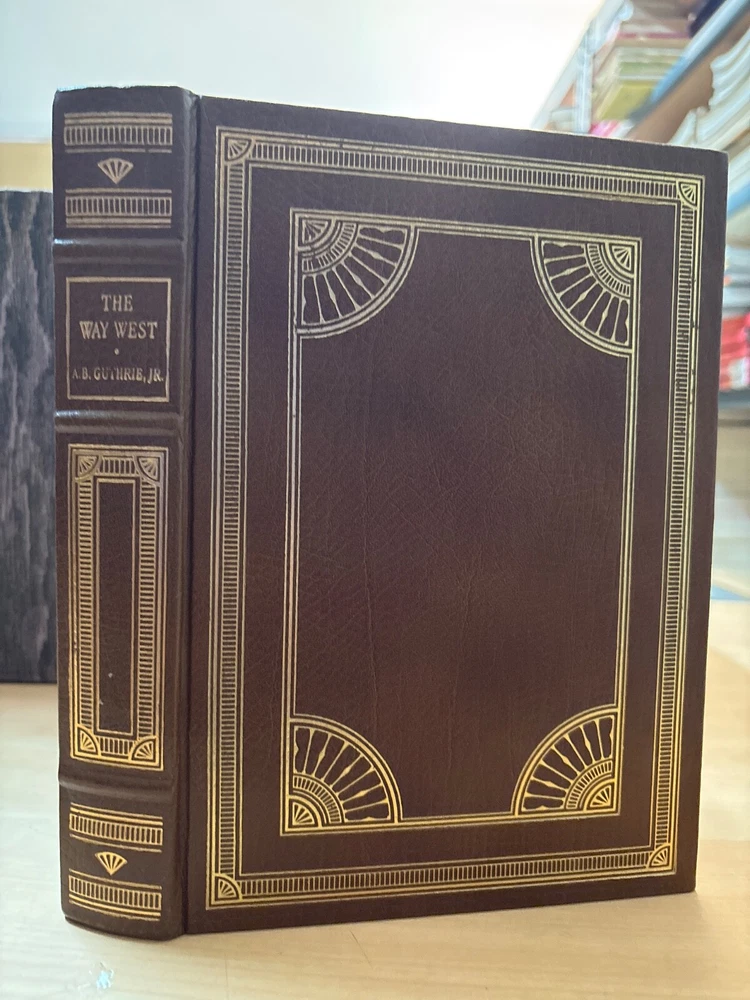 THE
WAY WEST
·
A.B. GUTHRIE, JR.